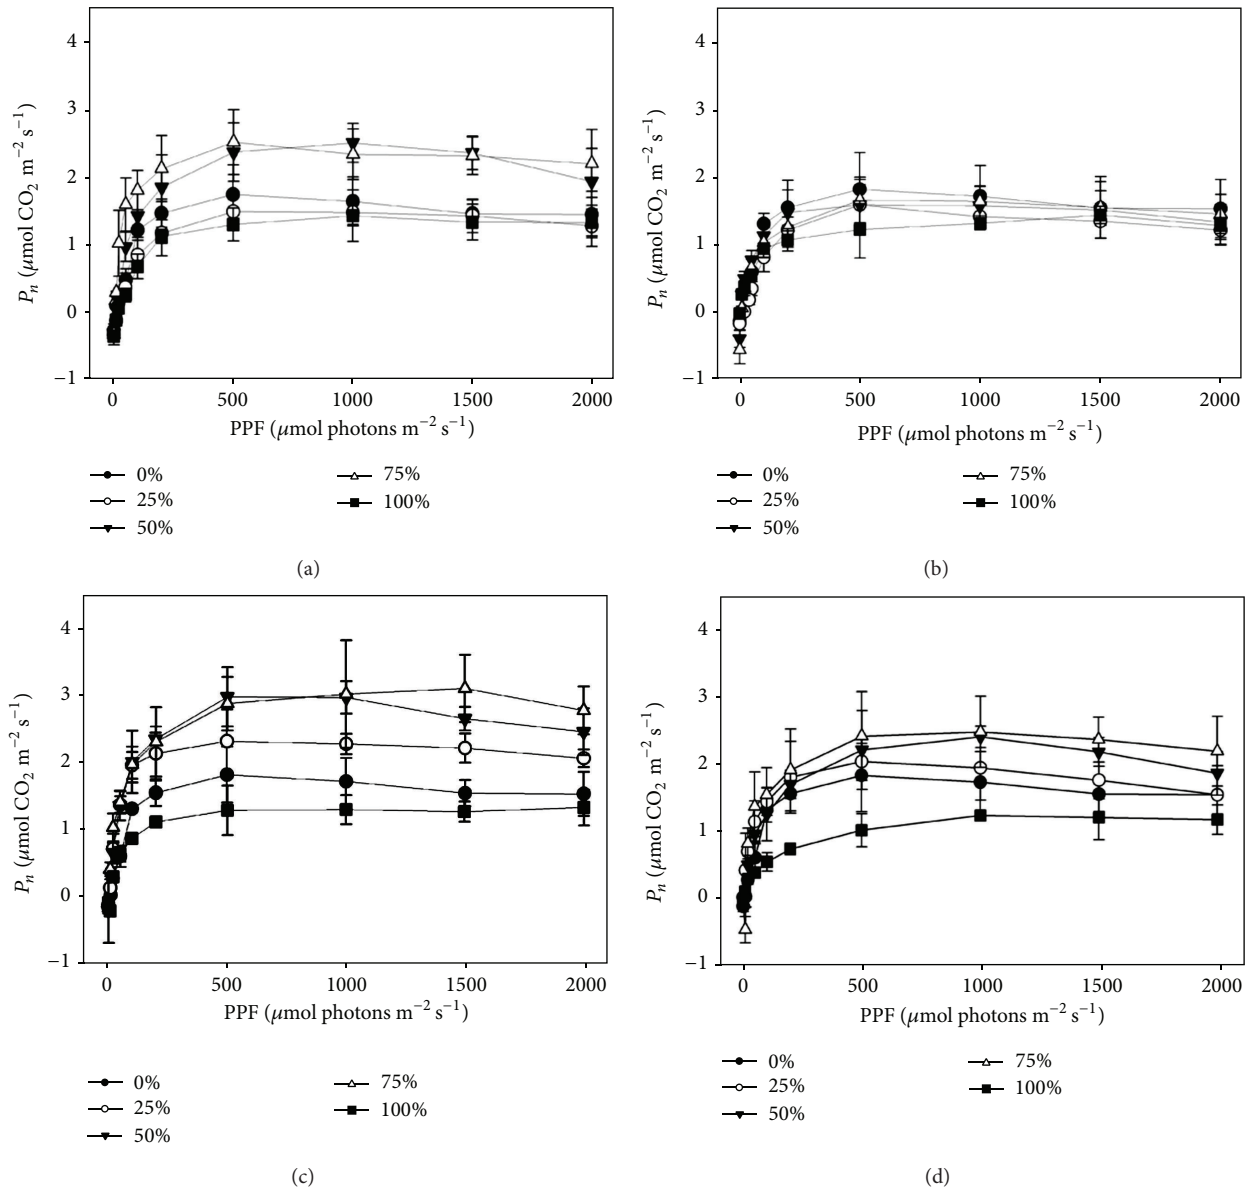 4
3
2
1
0
−1
P_n (μmol CO₂ m⁻² s⁻¹)
0 500 1000 1500 2000
PPF (μmol photons m⁻² s⁻¹)
0% 75%
25% 100%
50%
(a)
4
3
2
1
0
−1
P_n (μmol CO₂ m⁻² s⁻¹)
0 500 1000 1500 2000
PPF (μmol photons m⁻² s⁻¹)
0% 75%
25% 100%
50%
(b)
4
3
2
1
0
−1
P_n (μmol CO₂ m⁻² s⁻¹)
0 500 1000 1500 2000
PPF (μmol photons m⁻² s⁻¹)
0% 75%
25% 100%
50%
(c)
4
3
2
1
0
−1
P_n (μmol CO₂ m⁻² s⁻¹)
0 500 1000 1500 2000
PPF (μmol photons m⁻² s⁻¹)
0% 75%
25% 100%
50%
(d)